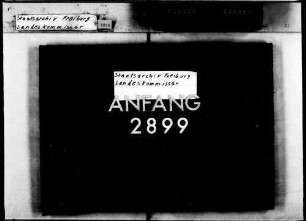 Staatsarchiv Freiburg
Landeskommissär
Staatsarchiv Freiburg
Landeskommissär
ANFANG
2899